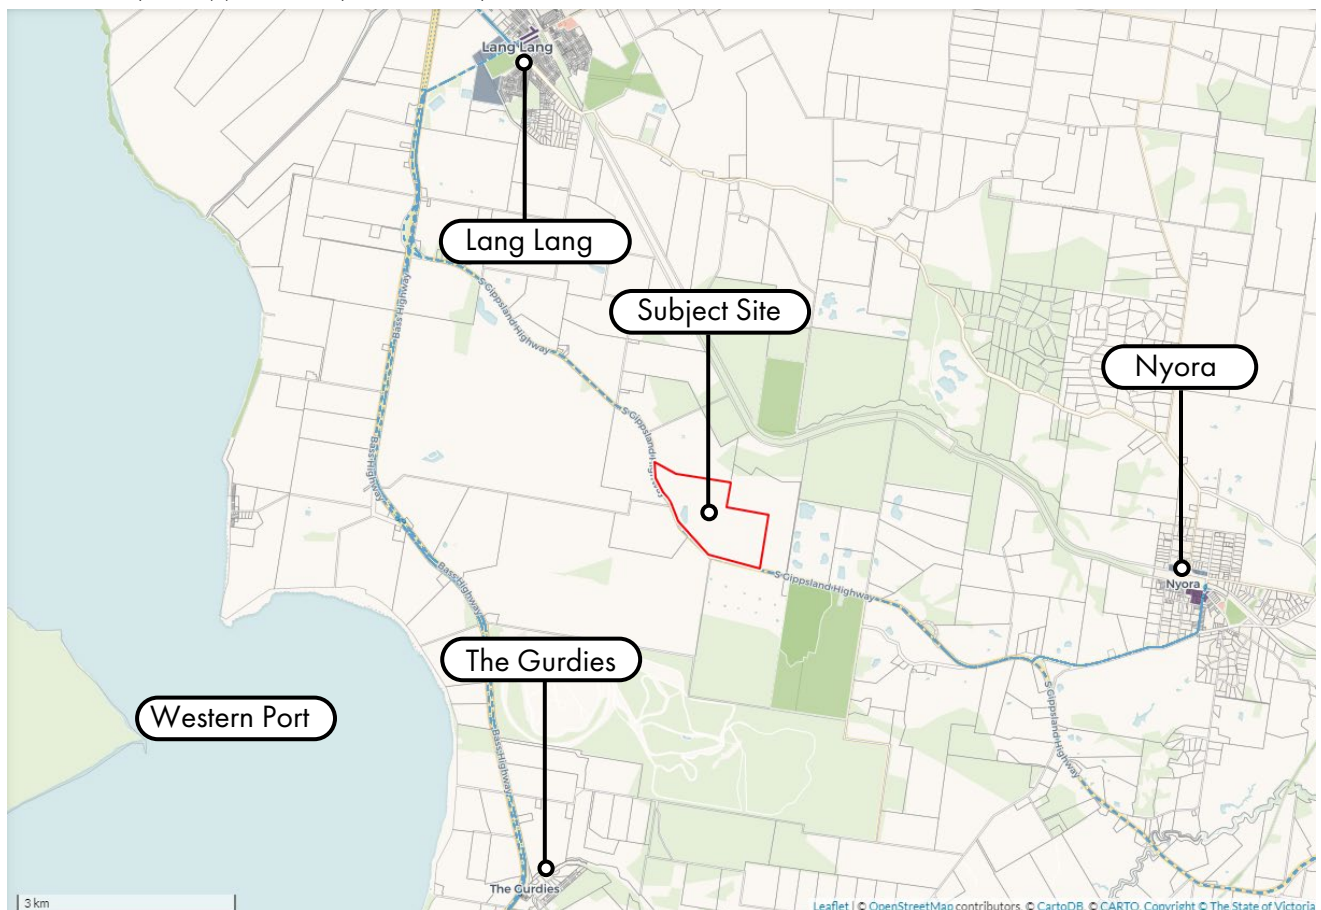 Lang Lang
Lang Lang
Subject Site
Nyora
Bass Highway
S Gippsland Highway
S Gippsland Highway
Bass Highway
Bass Highway
S Gippsland Highway
Nyora
The Gurdies
Western Port
S Gippsland Highway
Bass Highway
The Gurdies
3 km
Leaflet | © OpenStreetMap contributors, © CartoDB, © CARTO, Copyright © The State of Victoria